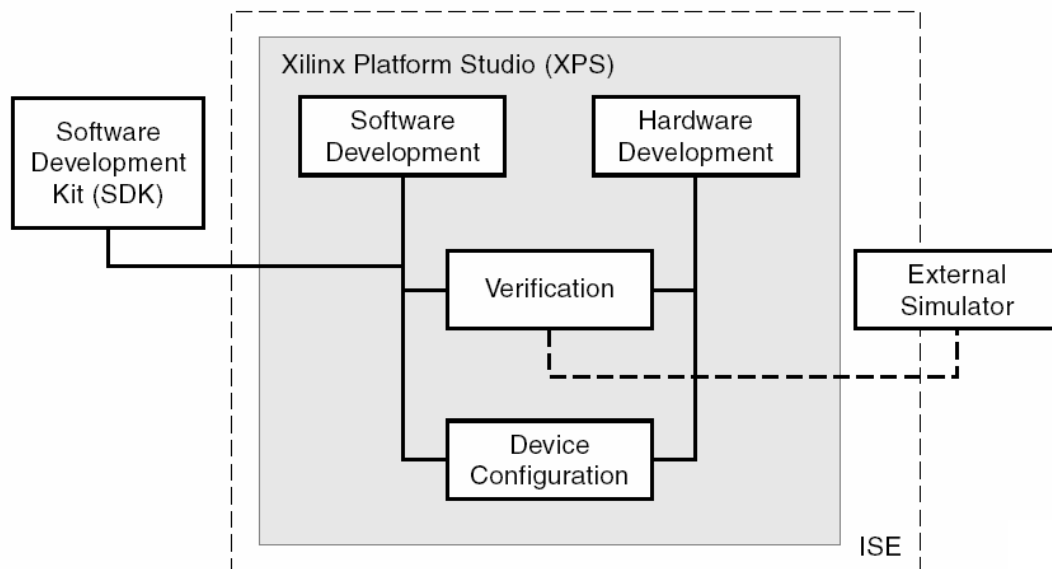 Xilinx Platform Studio (XPS)
Software
Development
Kit (SDK)
Software
Development
Hardware
Development
Verification
External
Simulator
Device
Configuration
ISE